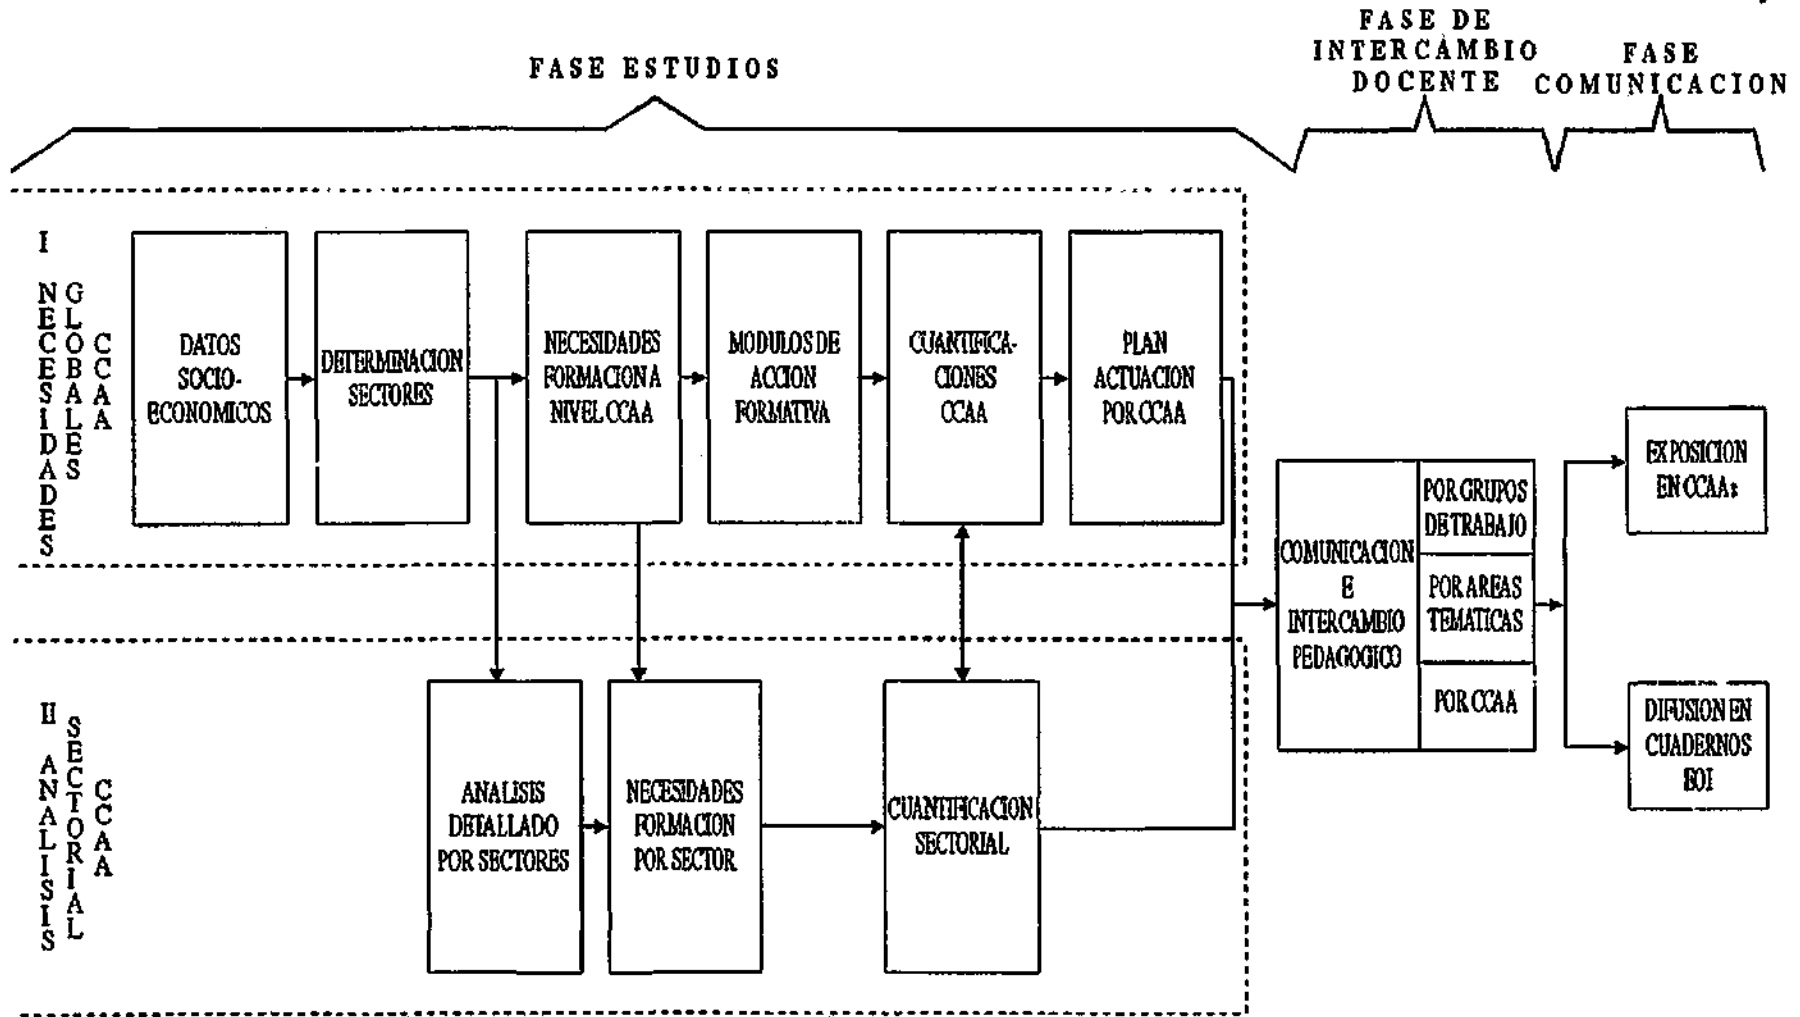 FASE ESTUDIOS
FASE DE
INTERCAMBIO
DOCENTE
FASE
COMUNICACION
I NECESIDADES
GLOBALES
CCAA
DATOS
SOCIO-
ECONOMICOS
DETERMINACION
SECTORES
NECESIDADES
FORMACION A
NIVEL CCAA
MODULOS DE
ACCION
FORMATIVA
CUANTIFICA-
CIONES
CCAA
PLAN
ACTUACION
POR CCAA
COMUNICACION
E
INTERCAMBIO
PEDAGOGICO
POR GRUPOS
DE TRABAJO
POR AREAS
TEMATICAS
POR CCAA
EXPOSICION
EN CCAAs
DIFUSION EN
CUADERNOS
EOI
II ANALISIS
SECTORIAL
CCAA
ANALISIS
DETALLADO
POR SECTORES
NECESIDADES
FORMACION
POR SECTOR
CUANTIFICACION
SECTORIAL